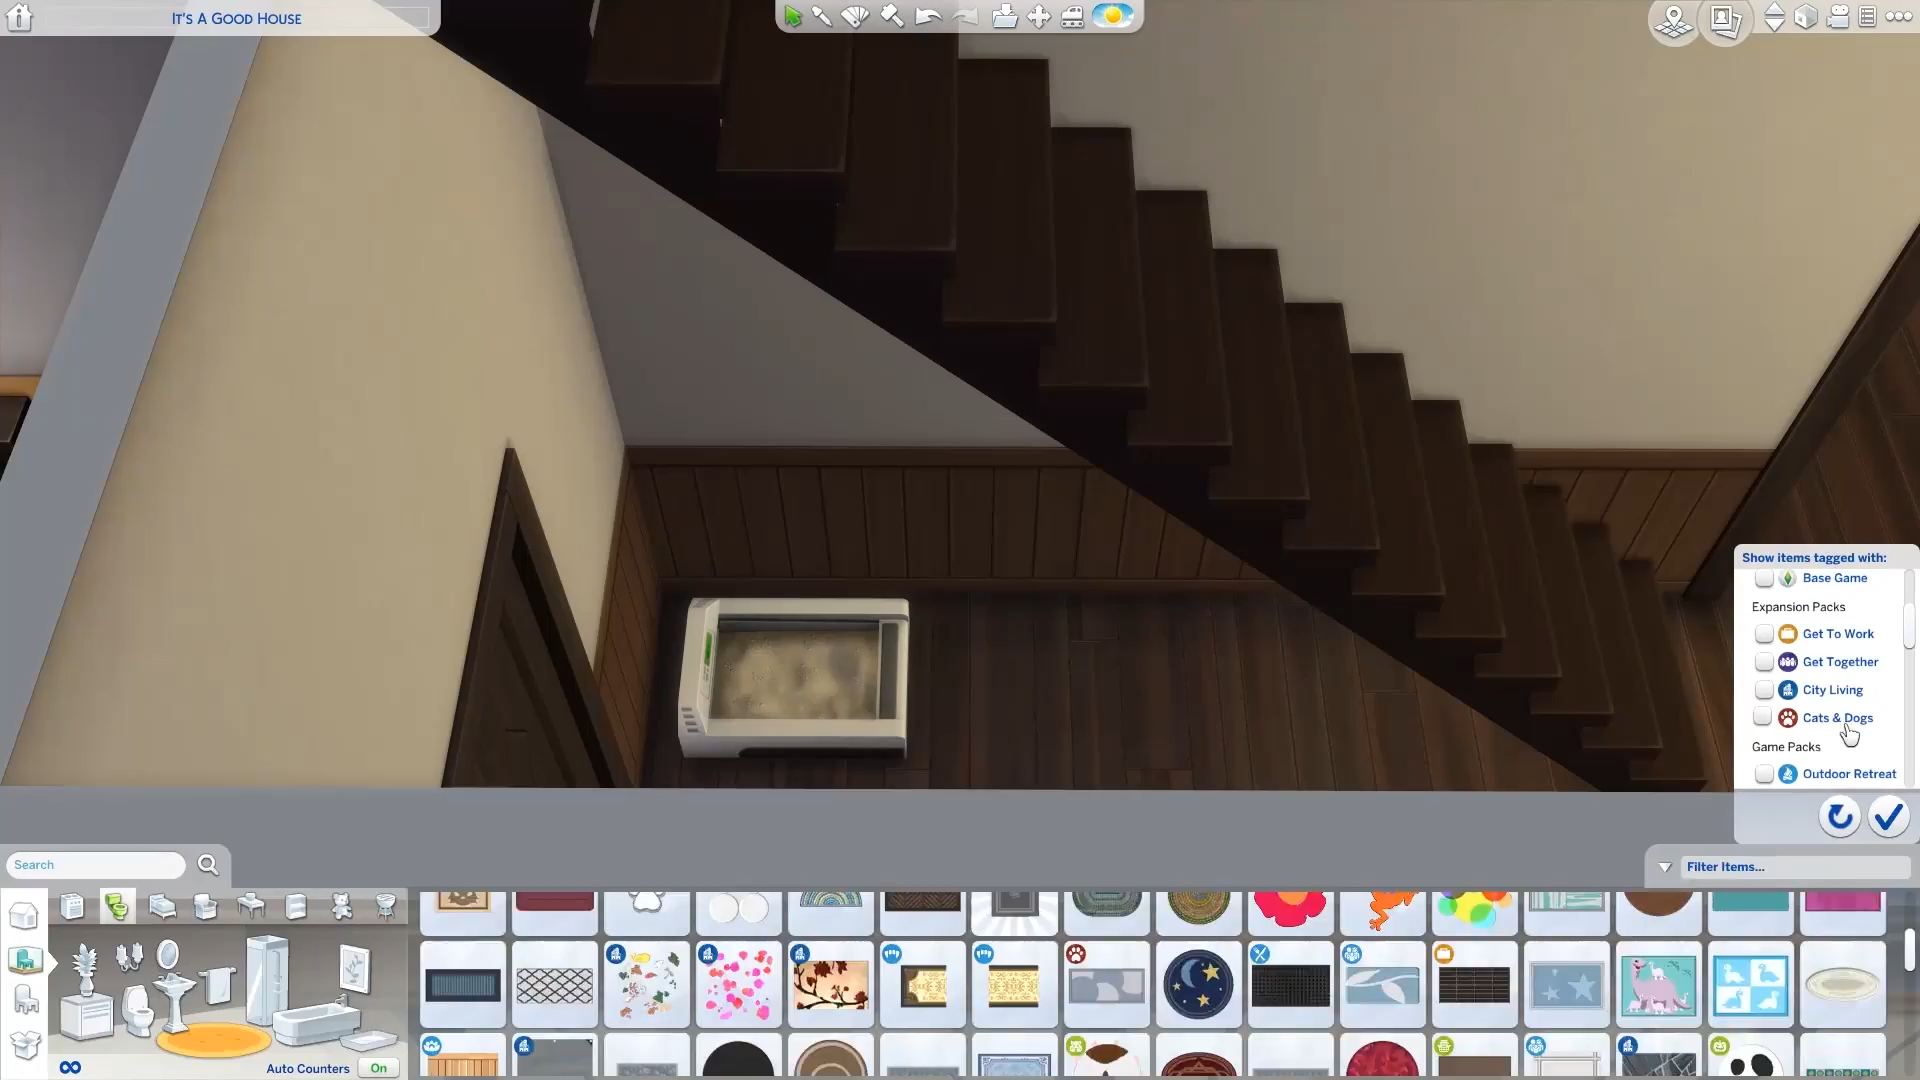 It's A Good House
Show items tagged with:
Base Game
Expansion Packs
Get To Work
Get Together
City Living
Cats & Dogs
Game Packs
Outdoor Retreat
Search
Filter Items...
Auto Counters
On